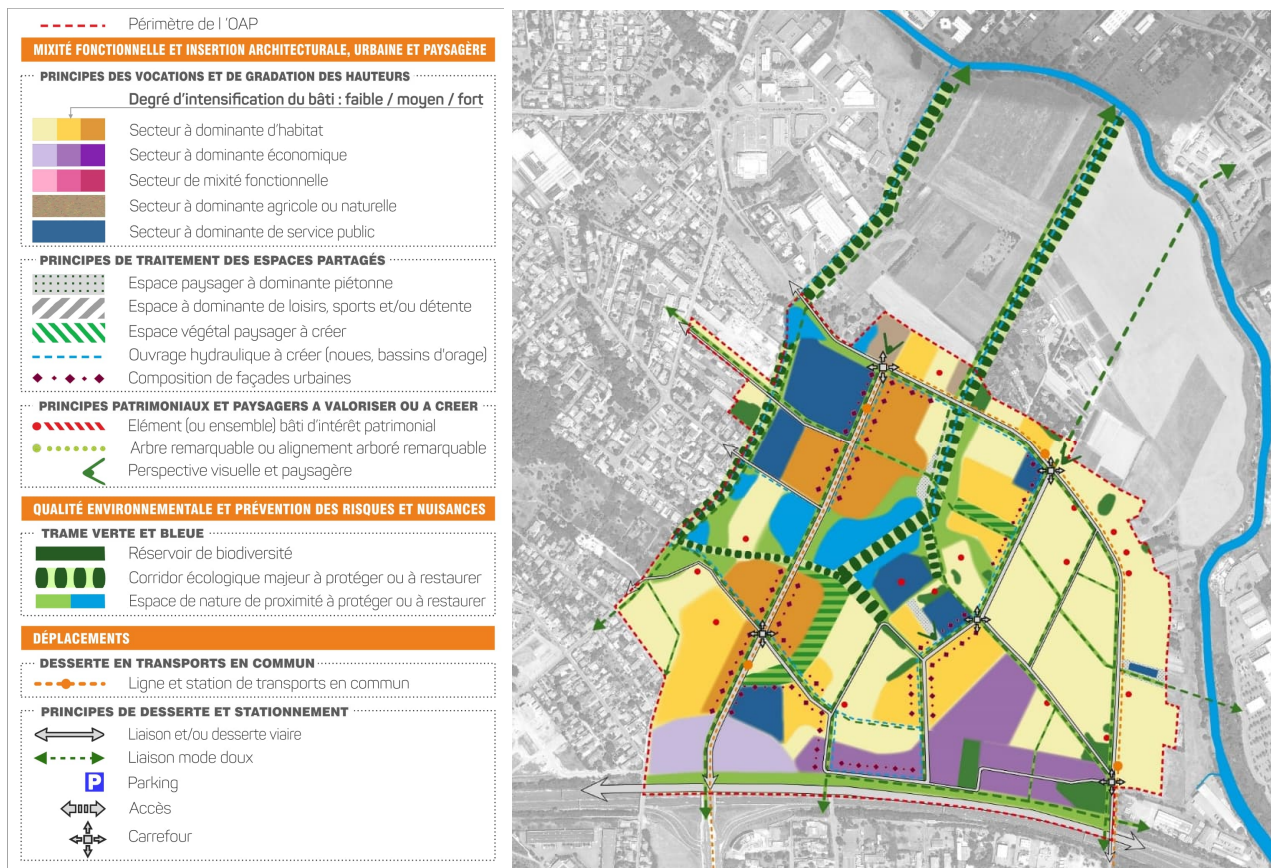 Périmètre de l 'OAP
MIXITÉ FONCTIONNELLE ET INSERTION ARCHITECTURALE, URBAINE ET PAYSAGÈRE
PRINCIPES DES VOCATIONS ET DE GRADATION DES HAUTEURS
Degré d'intensification du bâti : faible / moyen / fort
Secteur à dominante d'habitat
Secteur à dominante économique
Secteur de mixité fonctionnelle
Secteur à dominante agricole ou naturelle
Secteur à dominante de service public
PRINCIPES DE TRAITEMENT DES ESPACES PARTAGÉS
Espace paysager à dominante piétonne
Espace à dominante de loisirs, sports et/ou détente
Espace végétal paysager à créer
Ouvrage hydraulique à créer (noues, bassins d'orage)
Composition de façades urbaines
PRINCIPES PATRIMONIAUX ET PAYSAGERS A VALORISER OU A CREER
Elément (ou ensemble) bâti d'intérêt patrimonial
Arbre remarquable ou alignement arboré remarquable
Perspective visuelle et paysagère
QUALITÉ ENVIRONNEMENTALE ET PRÉVENTION DES RISQUES ET NUISANCES
TRAME VERTE ET BLEUE
Réservoir de biodiversité
Corridor écologique majeur à protéger ou à restaurer
Espace de nature de proximité à protéger ou à restaurer
DÉPLACEMENTS
DESSERTE EN TRANSPORTS EN COMMUN
Ligne et station de transports en commun
PRINCIPES DE DESSERTE ET STATIONNEMENT
Liaison et/ou desserte viaire
Liaison mode doux
P Parking
Accès
Carrefour